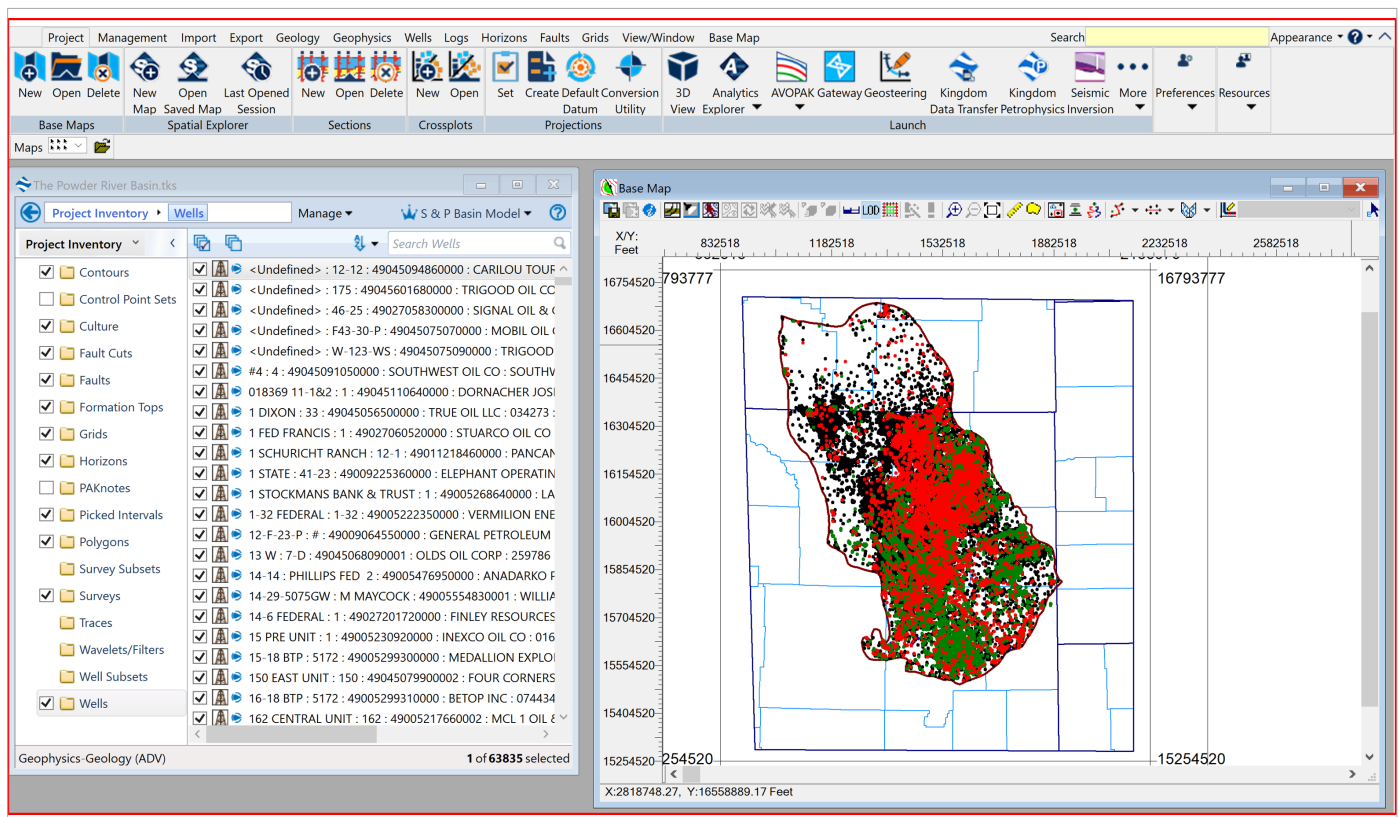 Project Management Import Export Geology Geophysics Wells Logs Horizons Faults Grids View/Window Base Map Search Appearance
New Open Delete New Open Last Opened New Open Delete New Open Set Create Default Conversion 3D Analytics AVOPAK Gateway Geosteering Kingdom Kingdom Seismic More Preferences Resources
Map Saved Map Session Datum Utility View Explorer Data Transfer Petrophysics Inversion
Base Maps Spatial Explorer Sections Crossplots Projections Launch
Maps
The Powder River Basin.tks
Project Inventory Wells Manage S & P Basin Model
Project Inventory Search Wells
Contours
Control Point Sets
Culture
Fault Cuts
Faults
Formation Tops
Grids
Horizons
PAKnotes
Picked Intervals
Polygons
Survey Subsets
Surveys
Traces
Wavelets/Filters
Well Subsets
Wells
<Undefined> : 12-12 : 49045094860000 : CARILOU TOUR
<Undefined> : 175 : 49045601680000 : TRIGOOD OIL CO
<Undefined> : 46-25 : 49027058300000 : SIGNAL OIL &
<Undefined> : F43-30-P : 49045075070000 : MOBIL OIL
<Undefined> : W-123-WS : 49045075090000 : TRIGOOD
#4 : 4 : 49045091050000 : SOUTHWEST OIL CO : SOUTHW
018369 11-1&2 : 1 : 49045110640000 : DORNACHER JOS
1 DIXON : 33 : 49045056500000 : TRUE OIL LLC : 034273 :
1 FED FRANCIS : 1 : 49027060520000 : STUARCO OIL CO
1 SCHURICHT RANCH : 12-1 : 49011218460000 : PANCAN
1 STATE : 41-23 : 49009225360000 : ELEPHANT OPERATIN
1 STOCKMANS BANK & TRUST : 1 : 49005268640000 : LA
1-32 FEDERAL : 1-32 : 49005222350000 : VERMILION ENE
12-F-23-P : # : 49009064550000 : GENERAL PETROLEUM
13 W : 7-D : 49045098090001 : OLDS OIL CORP : 259786
14-14 : PHILLIPS FED 2 : 49005476950000 : ANADARKO P
14-29-5075GW : M MAYCOCK : 49005554830001 : WILLIA
14-6 FEDERAL : 1 : 49027201720000 : FINLEY RESOURCES
15 PRE UNIT : 1 : 49005230920000 : INEXCO OIL CO : 016
15-18 BTP : 5172 : 49005299300000 : MEDALLION EXPLO
150 EAST UNIT : 150 : 49045079900002 : FOUR CORNERS
16-18 BTP : 5172 : 49005299310000 : BETOP INC : 074434
162 CENTRAL UNIT : 162 : 49005217660002 : MCL 1 OIL &
Geophysics-Geology (ADV) 1 of 63835 selected
Base Map
LOD
X/Y:
Feet
832518 1182518 1532518 1882518 2232518 2582518
793777 16793777
16754520
16604520
16454520
16304520
16154520
16004520
15854520
15704520
15554520
15404520
15254520 254520 15254520
X:2818748.27, Y:16558889.17 Feet